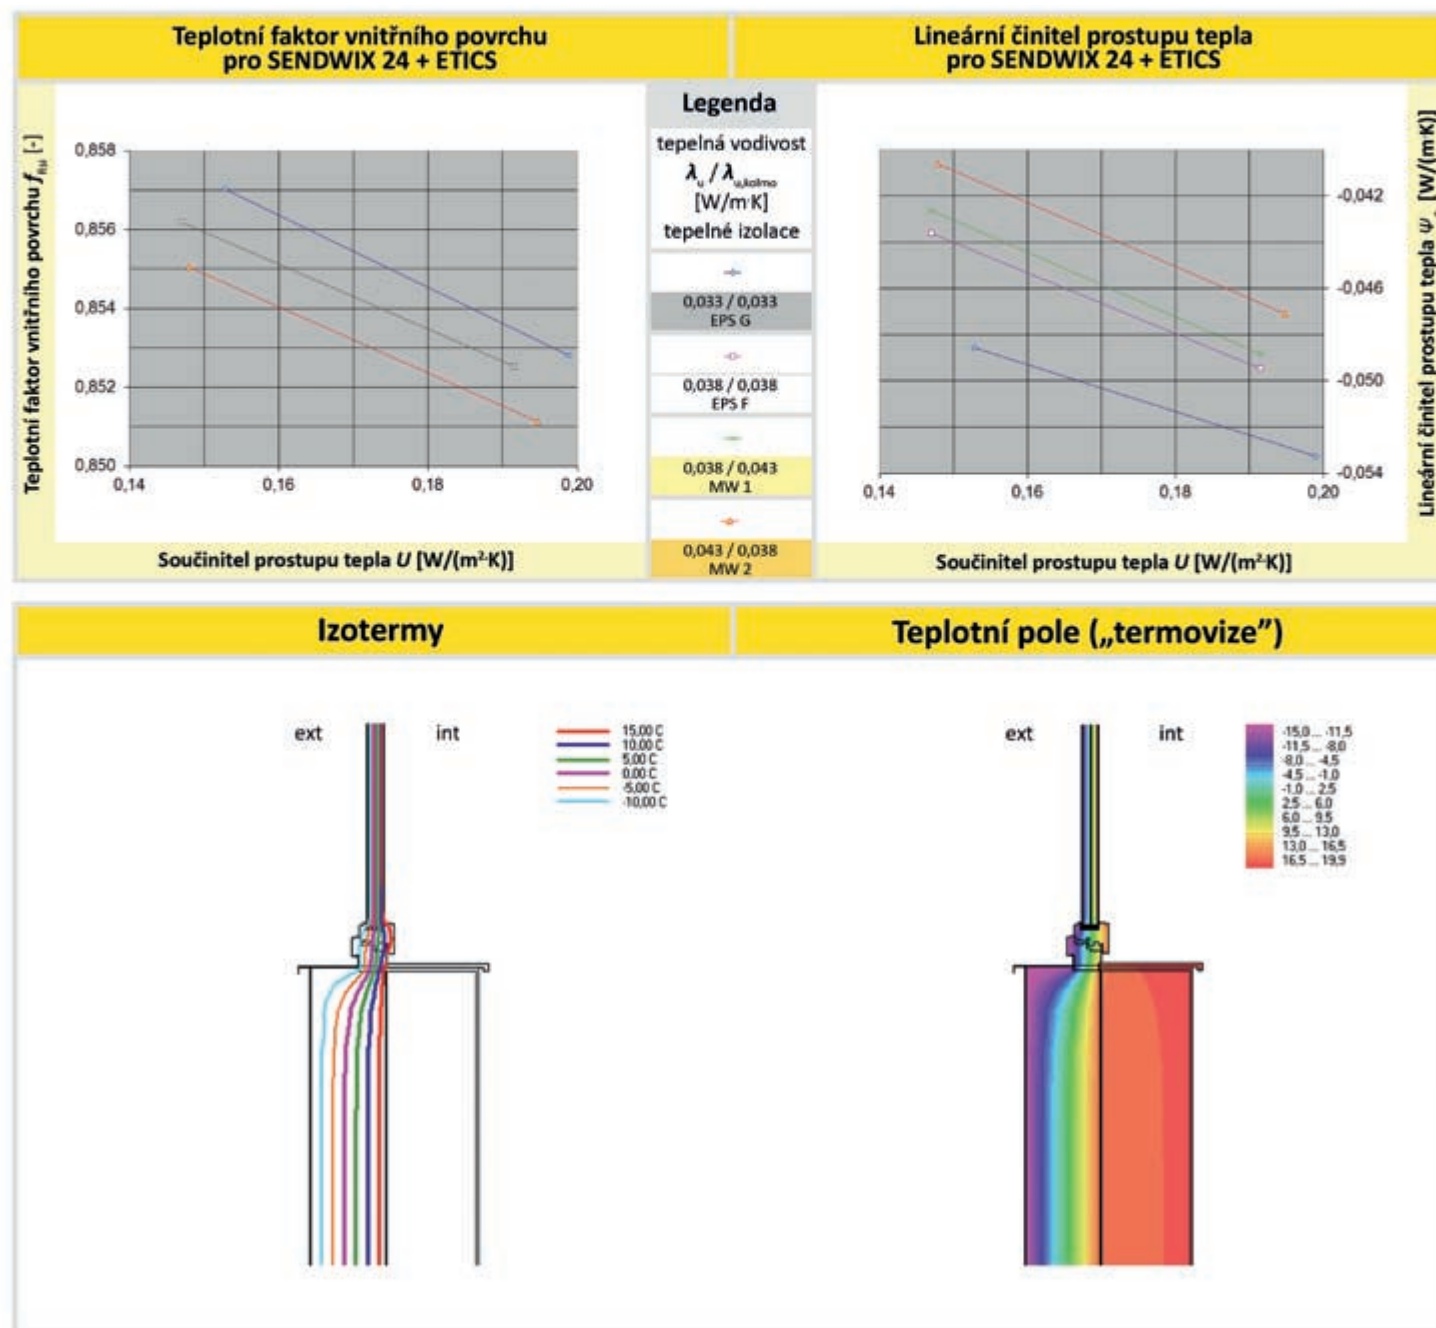 Teplotní faktor vnitřního povrchu
pro SENDWIX 24 + ETICS
Lineární činitel prostupu tepla
pro SENDWIX 24 + ETICS
Teplotní faktor vnitřního povrchu f [-]
0,858
0,856
0,854
0,852
0,850
0,14
0,16
0,18
0,20
Součinitel prostupu tepla U [W/(m²·K)]
Legenda
tepelná vodivost
λu / λu,kolmo
[W/m·K]
tepelné izolace
0,033 / 0,033
EPS G
0,038 / 0,038
EPS F
0,038 / 0,043
MW 1
0,043 / 0,038
MW 2
-0,042
-0,046
-0,050
-0,054
0,14
0,16
0,18
0,20
Lineární činitel prostupu tepla Ψ [W/(m·K)]
Součinitel prostupu tepla U [W/(m²·K)]
Izotermy
Teplotní pole („termovize”)
ext
int
15,00 C
10,00 C
5,00 C
0,00 C
-5,00 C
-10,00 C
ext
int
-15,0 ... -11,5
-11,5 ... -8,0
-8,0 ... -4,5
-4,5 ... -1,0
-1,0 ... 2,5
2,5 ... 6,0
6,0 ... 9,5
9,5 ... 13,0
13,0 ... 16,5
16,5 ... 19,9